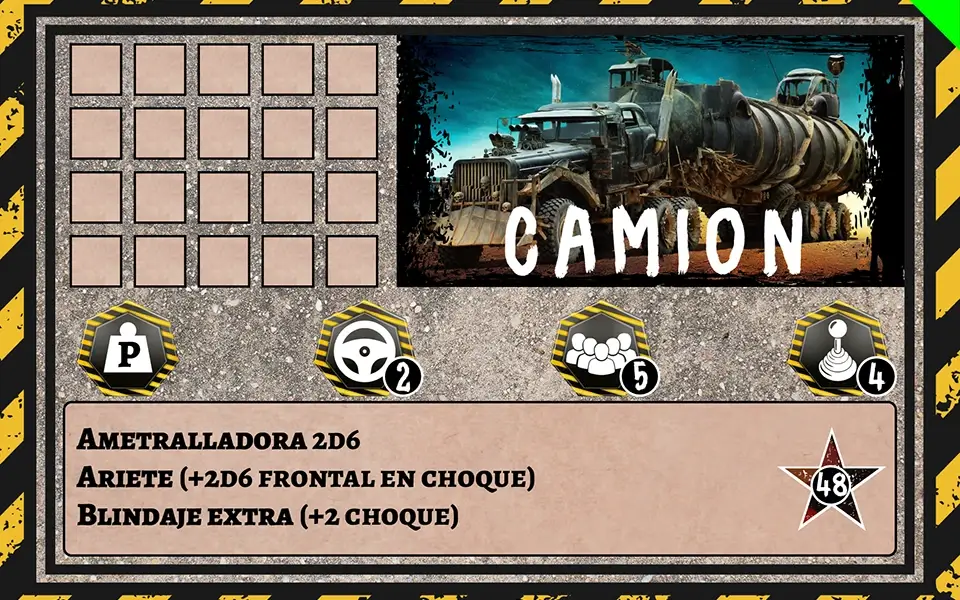 CAMION
P
2
5
4
AMETRALLADORA 2D6
ARIETE (+2D6 FRONTAL EN CHOQUE)
BLINDAJE EXTRA (+2 CHOQUE)
48